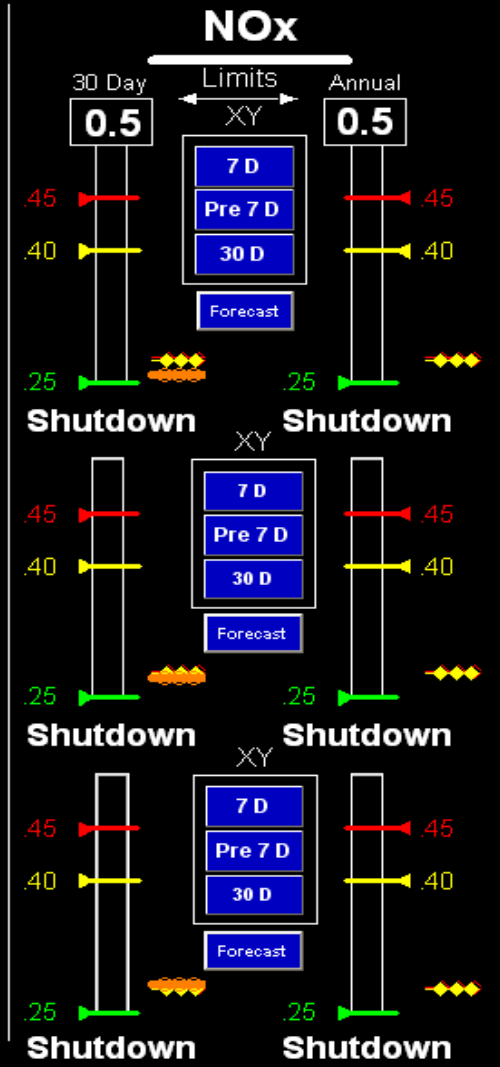 NOx
30 Day Limits Annual
0.5 XY 0.5
7 D
.45 Pre 7 D .45
.40 30 D .40
Forecast
.25 .25
Shutdown Shutdown
XY
7 D
.45 Pre 7 D .45
.40 30 D .40
Forecast
.25 .25
Shutdown Shutdown
XY
7 D
.45 Pre 7 D .45
.40 30 D .40
Forecast
.25 .25
Shutdown Shutdown